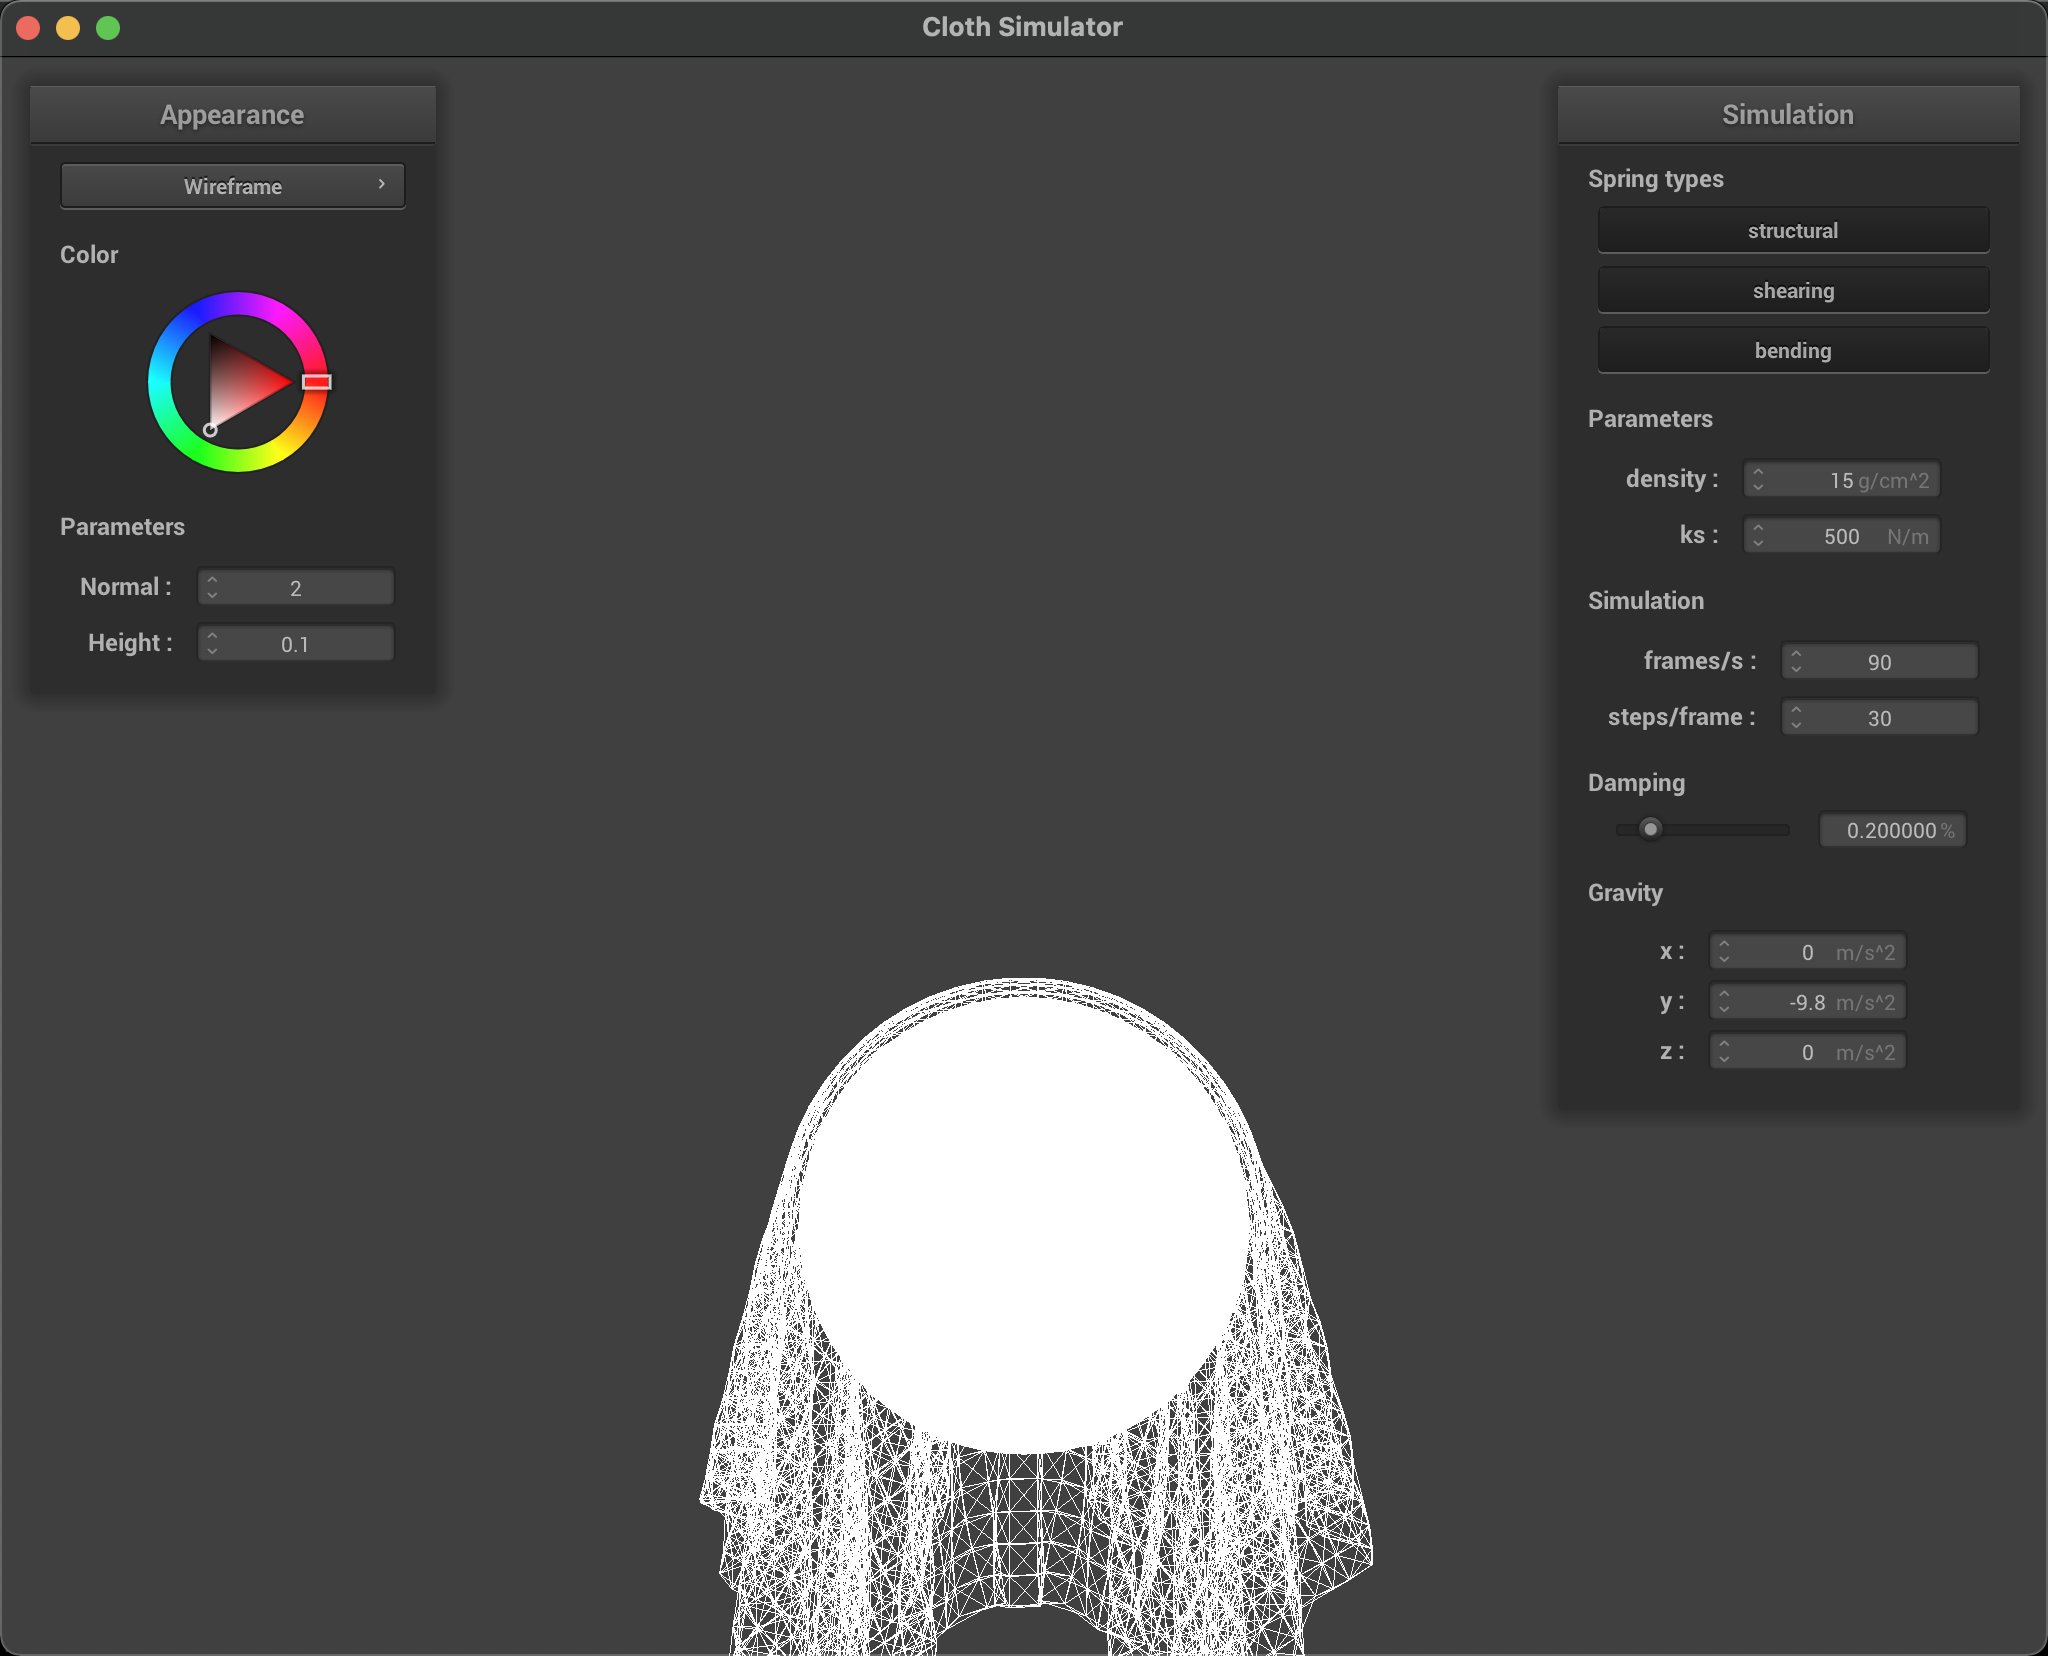 Cloth Simulator
Appearance
Wireframe
Color
Parameters
Normal : 2
Height : 0.1
Simulation
Spring types
structural
shearing
bending
Parameters
density : 15 g/cm^2
ks : 500 N/m
Simulation
frames/s : 90
steps/frame : 30
Damping
0.200000 %
Gravity
x : 0 m/s^2
y : -9.8 m/s^2
z : 0 m/s^2